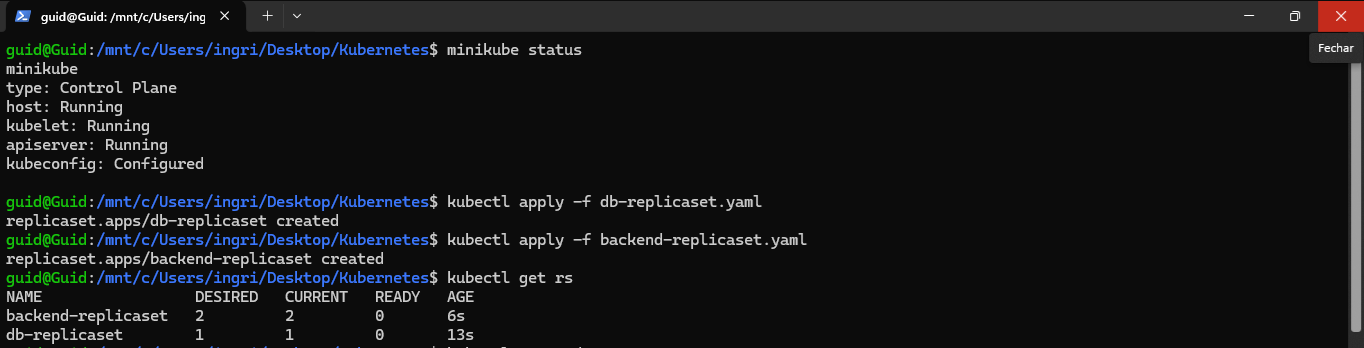 guid@Guid: /mnt/c/Users/ing
Fechar
guid@Guid:/mnt/c/Users/ingri/Desktop/Kubernetes$ minikube status
minikube
type: Control Plane
host: Running
kubelet: Running
apiserver: Running
kubeconfig: Configured
guid@Guid:/mnt/c/Users/ingri/Desktop/Kubernetes$ kubectl apply -f db-replicaset.yaml
replicaset.apps/db-replicaset created
guid@Guid:/mnt/c/Users/ingri/Desktop/Kubernetes$ kubectl apply -f backend-replicaset.yaml
replicaset.apps/backend-replicaset created
guid@Guid:/mnt/c/Users/ingri/Desktop/Kubernetes$ kubectl get rs
NAME DESIRED CURRENT READY AGE
backend-replicaset 2 2 0 6s
db-replicaset 1 1 0 13s